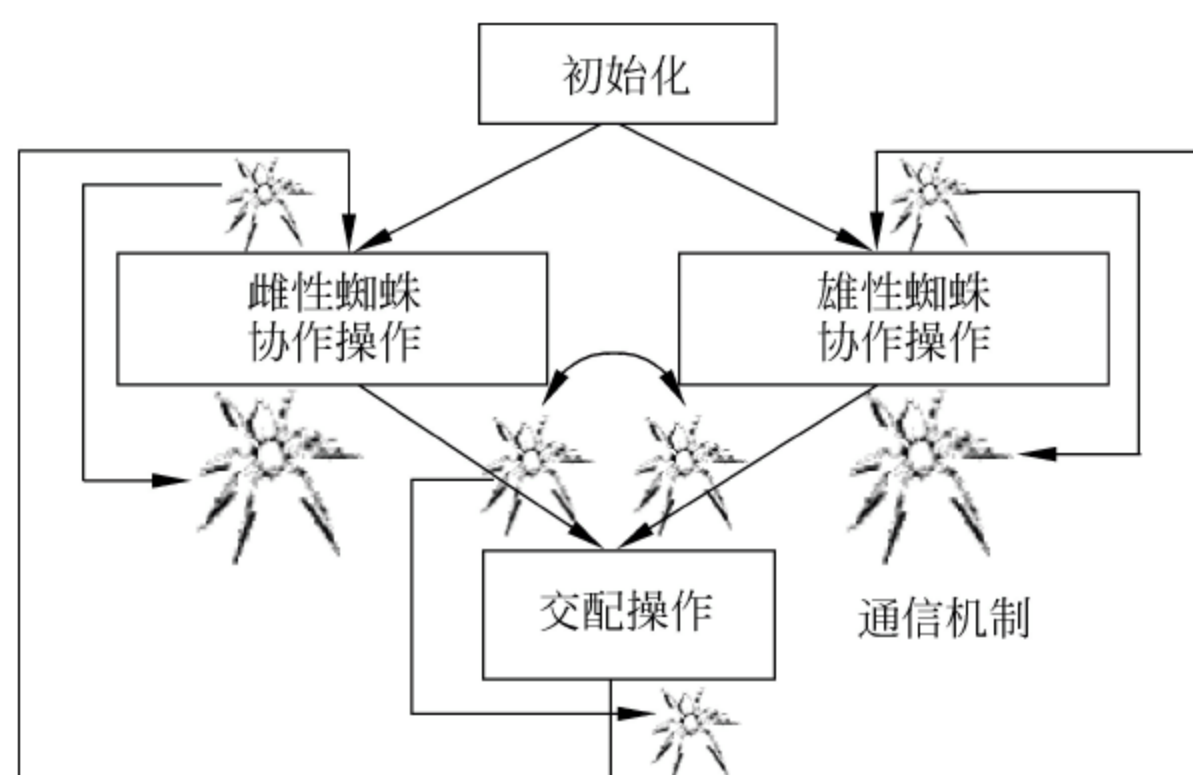 初始化
雌性蜘蛛
协作操作
雄性蜘蛛
协作操作
交配操作
通信机制